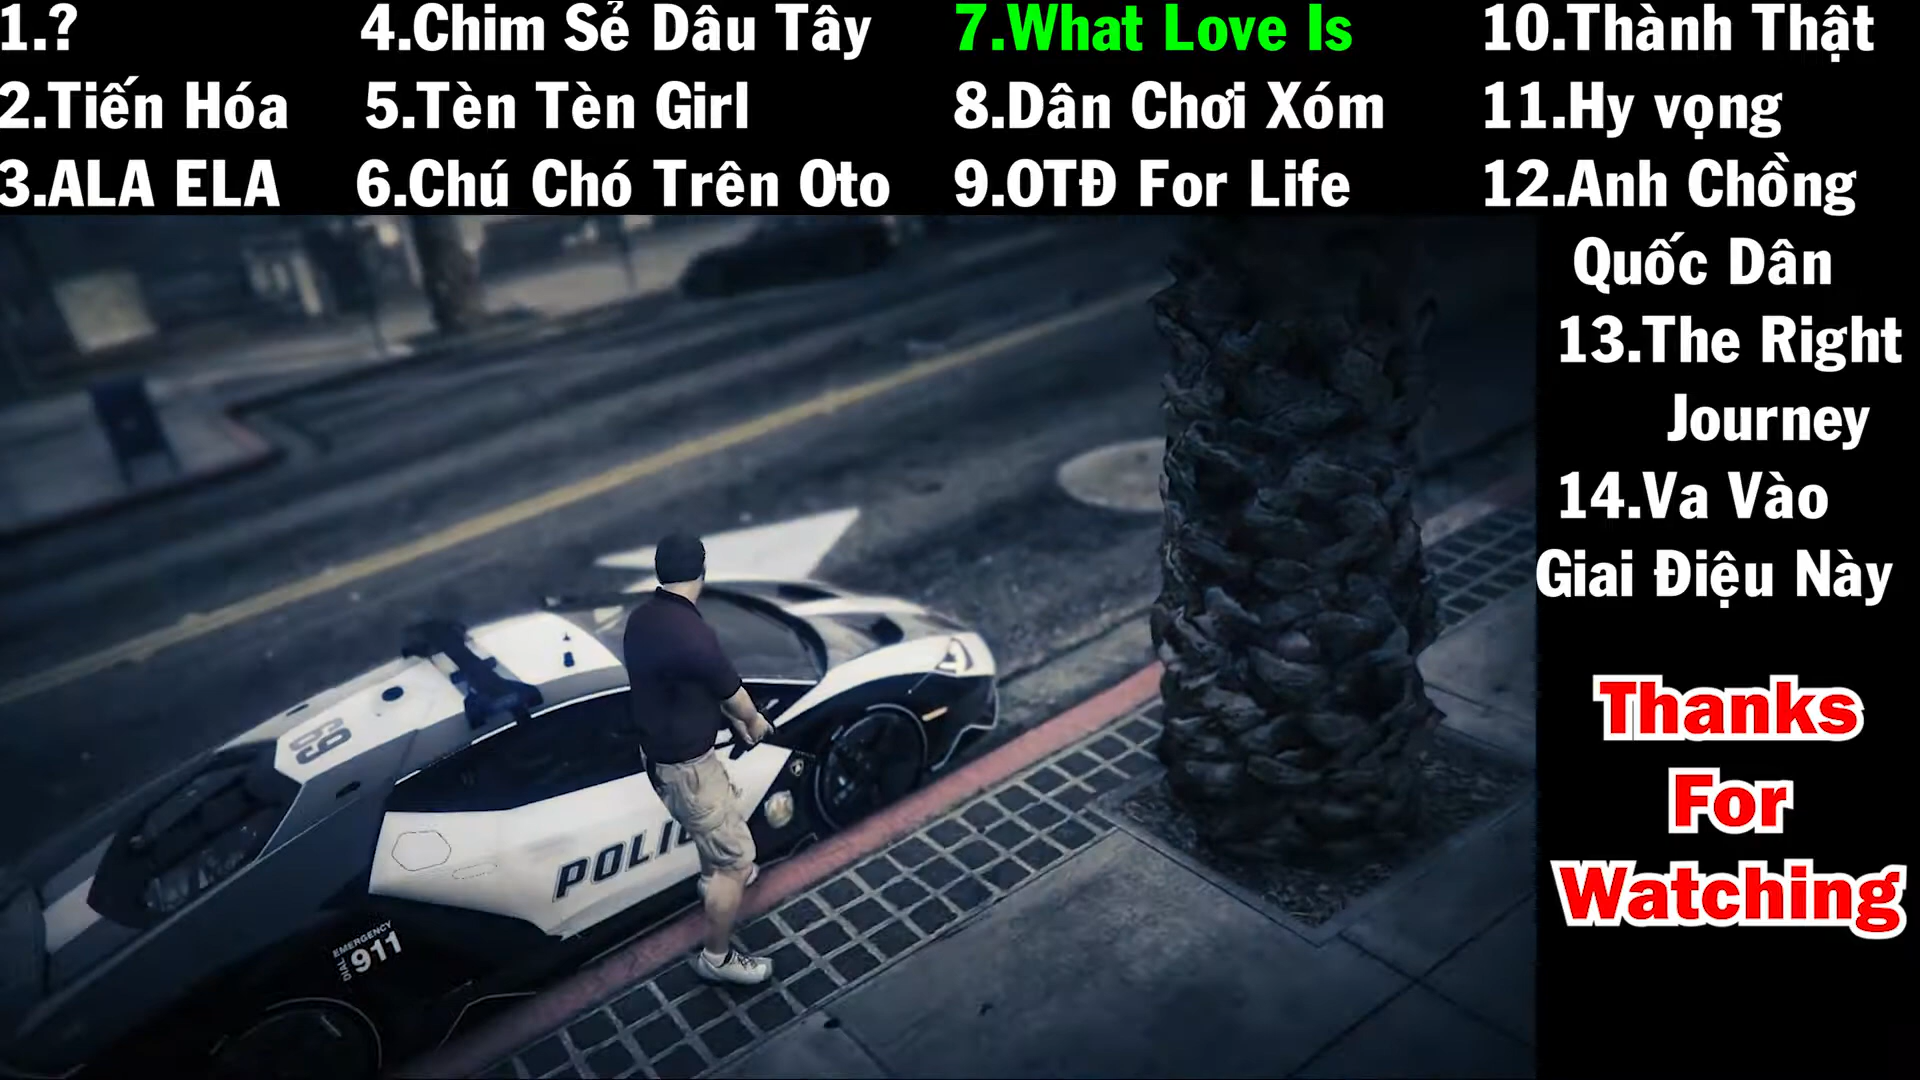 1.?
2.Tiến Hóa
3.ALA ELA
4.Chim Sẻ Dâu Tây
5.Tèn Tèn Girl
6.Chú Chó Trên Oto
7.What Love Is
8.Dân Chơi Xóm
9.OTĐ For Life
10.Thành Thật
11.Hy vọng
12.Anh Chồng
Quốc Dân
13.The Right
Journey
14.Va Vào
Giai Điệu Này
Thanks
For
Watching
69
POLIC
EMERGENCY
DIAL 911